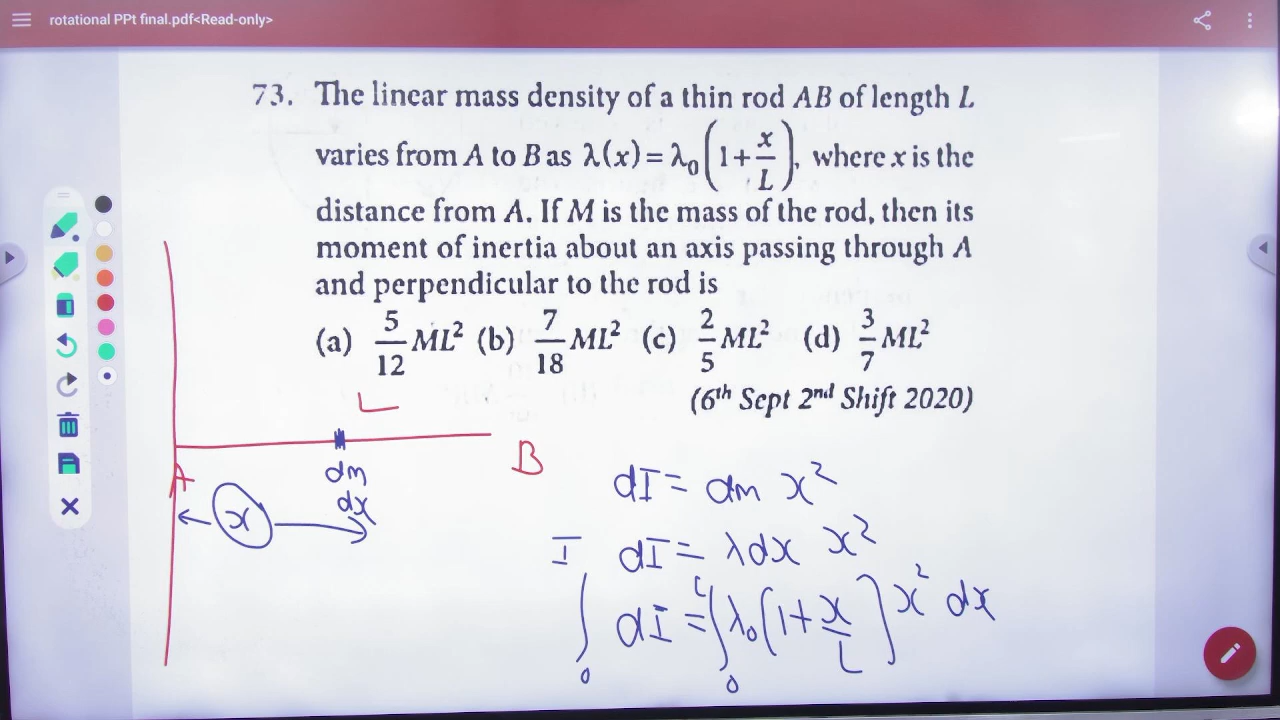 rotational PPt final.pdf<Read-only>
73. The linear mass density of a thin rod AB of length L
varies from A to B as λ(x) = λ₀(1 + x/L), where x is the
distance from A. If M is the mass of the rod, then its
moment of inertia about an axis passing through A
and perpendicular to the rod is
(a) 5/12 ML² (b) 7/18 ML² (c) 2/5 ML² (d) 3/7 ML²
(6th Sept 2nd Shift 2020)
L
A
B
dm
dx
x
dI = dm x²
dI = λdx x²
∫₀ᴵ dI = ∫₀ᴸ λ₀(1 + x/L) x² dx